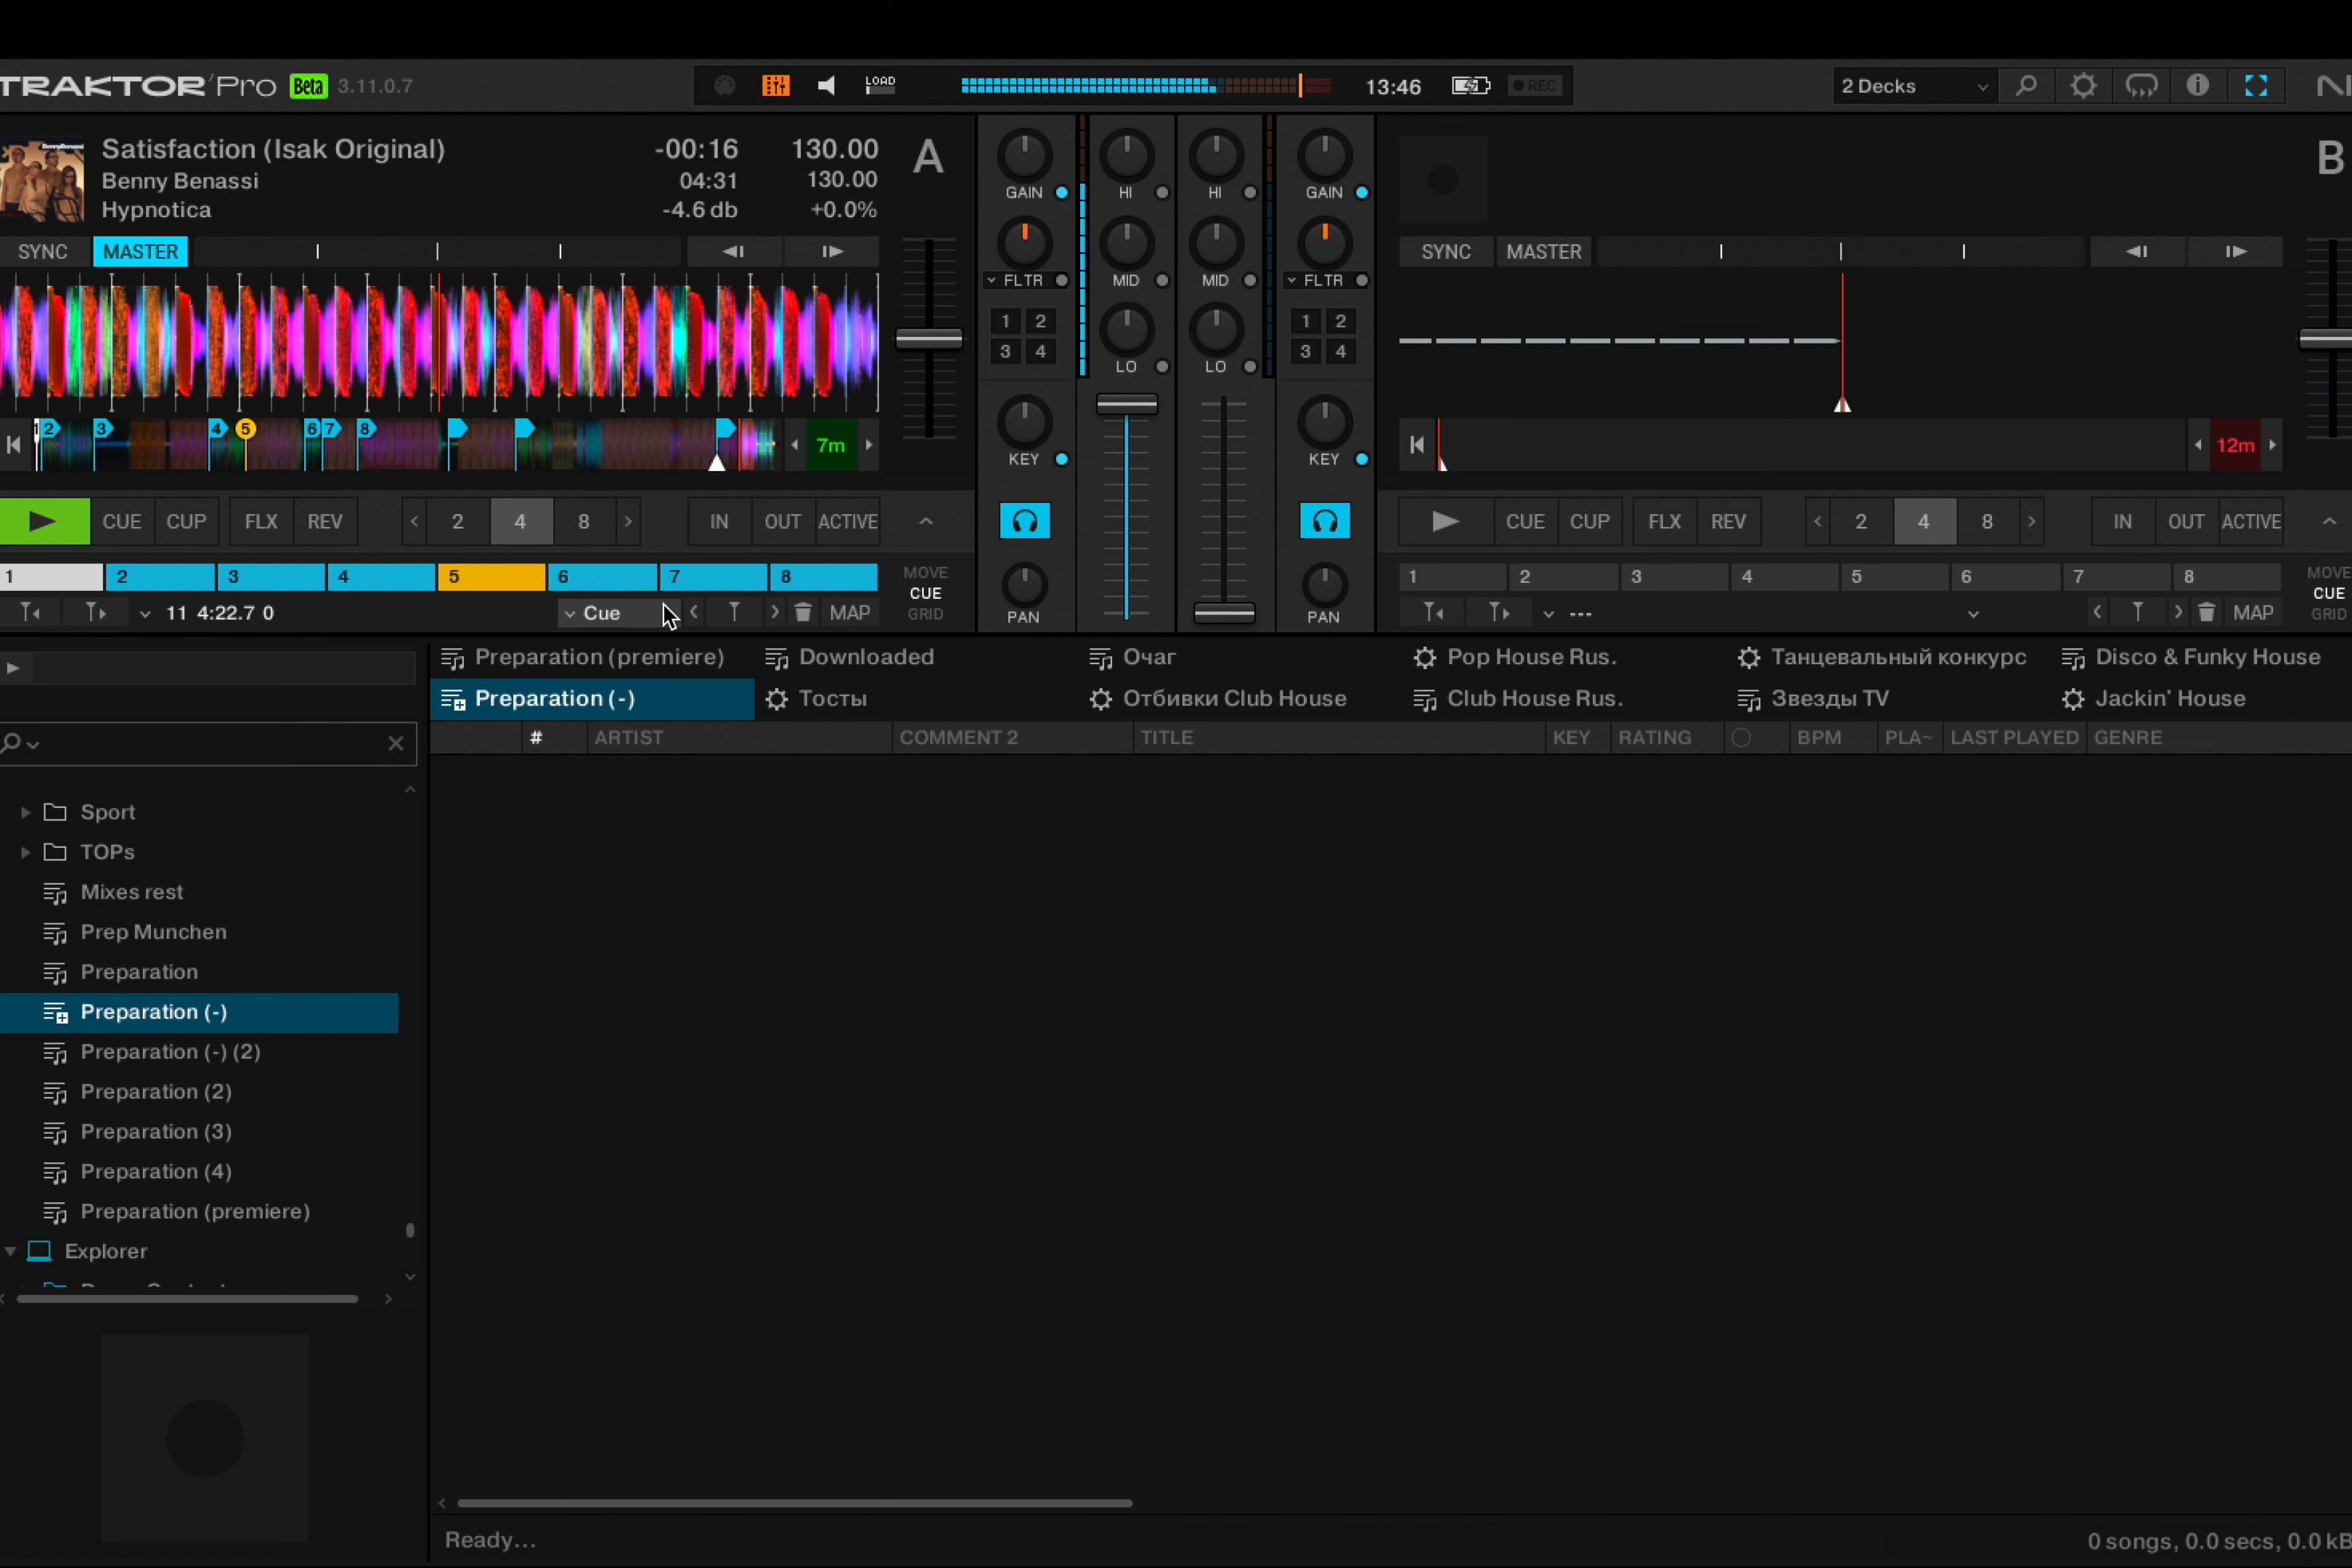 TRAKTOR Pro Beta 3.11.0.7
LOAD
13:46
REC
2 Decks
Satisfaction (Isak Original)
Benny Benassi
Hypnotica
-00:16
04:31
-4.6 db
130.00
130.00
+0.0%
A
B
SYNC MASTER
SYNC MASTER
GAIN HI HI GAIN
FLTR MID MID FLTR
1 2
3 4
1 2
3 4
LO LO
KEY KEY
PAN PAN
1 2 3 4 5 6 7 8
7m
12m
CUE CUP FLX REV 2 4 8 IN OUT ACTIVE
CUE CUP FLX REV 2 4 8 IN OUT ACTIVE
1 2 3 4 5 6 7 8
MOVE
CUE
GRID
11 4:22.7 0
Cue
MAP
1 2 3 4 5 6 7 8
MOVE
CUE
GRID
---
MAP
Preparation (premiere) Downloaded Очаг Pop House Rus. Танцевальный конкурс Disco & Funky House
Preparation (-) Тосты Отбивки Club House Club House Rus. Звезды TV Jackin' House
# ARTIST COMMENT 2 TITLE KEY RATING BPM PLA~ LAST PLAYED GENRE
Sport
TOPs
Mixes rest
Prep Munchen
Preparation
Preparation (-)
Preparation (-) (2)
Preparation (2)
Preparation (3)
Preparation (4)
Preparation (premiere)
Explorer
Ready...
0 songs, 0.0 secs, 0.0 kB